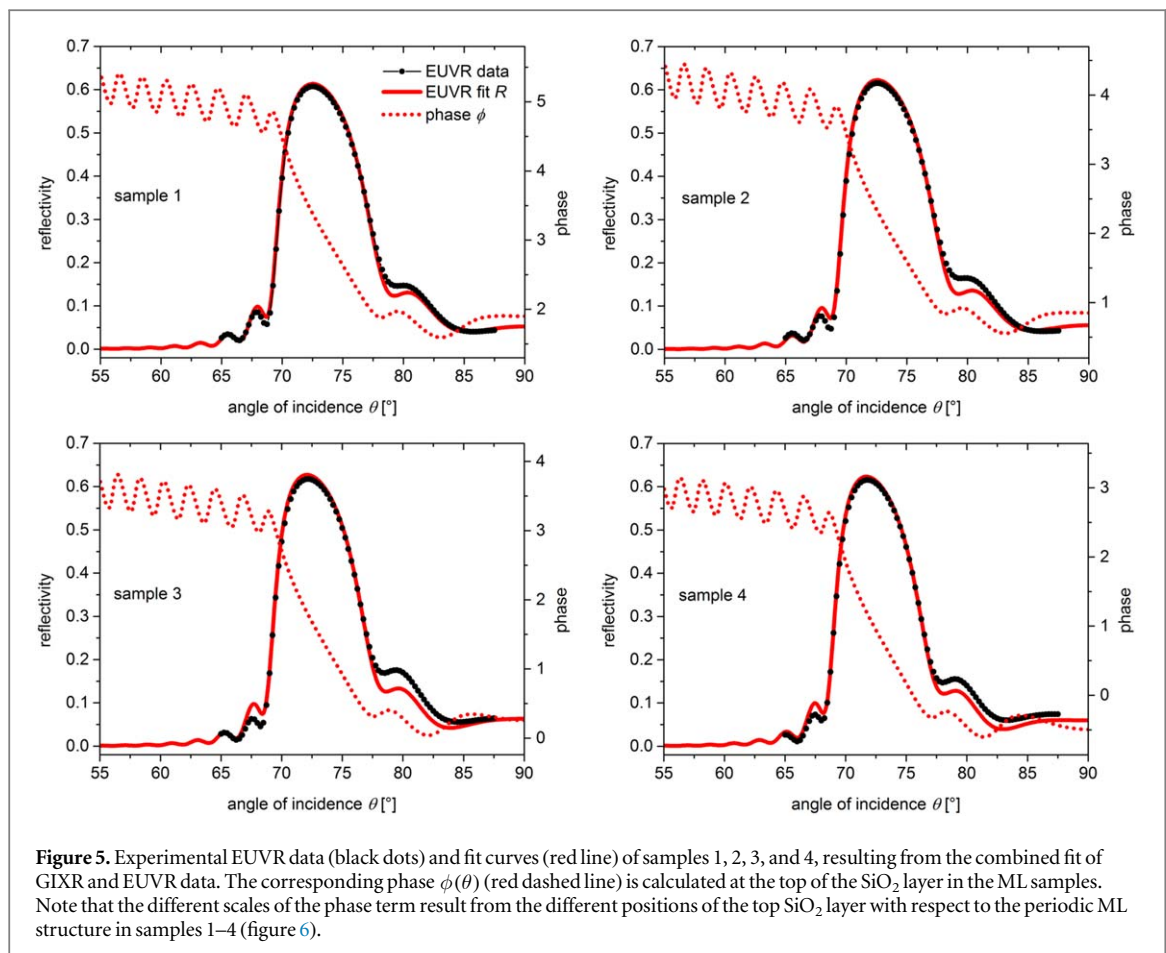 0.7
0.6
0.5
0.4
0.3
0.2
0.1
0.0
reflectivity
EUVR data
EUVR fit R
phase ϕ
sample 1
5
4
3
2
phase
55 60 65 70 75 80 85 90
angle of incidence θ [°]
0.7
0.6
0.5
0.4
0.3
0.2
0.1
0.0
reflectivity
sample 2
4
3
2
1
phase
55 60 65 70 75 80 85 90
angle of incidence θ [°]
0.7
0.6
0.5
0.4
0.3
0.2
0.1
0.0
reflectivity
sample 3
4
3
2
1
0
phase
55 60 65 70 75 80 85 90
angle of incidence θ [°]
0.7
0.6
0.5
0.4
0.3
0.2
0.1
0.0
reflectivity
sample 4
3
2
1
0
phase
55 60 65 70 75 80 85 90
angle of incidence θ [°]
Figure 5. Experimental EUVR data (black dots) and fit curves (red line) of samples 1, 2, 3, and 4, resulting from the combined fit of
GIXR and EUVR data. The corresponding phase ϕ(θ) (red dashed line) is calculated at the top of the SiO₂ layer in the ML samples.
Note that the different scales of the phase term result from the different positions of the top SiO₂ layer with respect to the periodic ML
structure in samples 1–4 (figure 6).